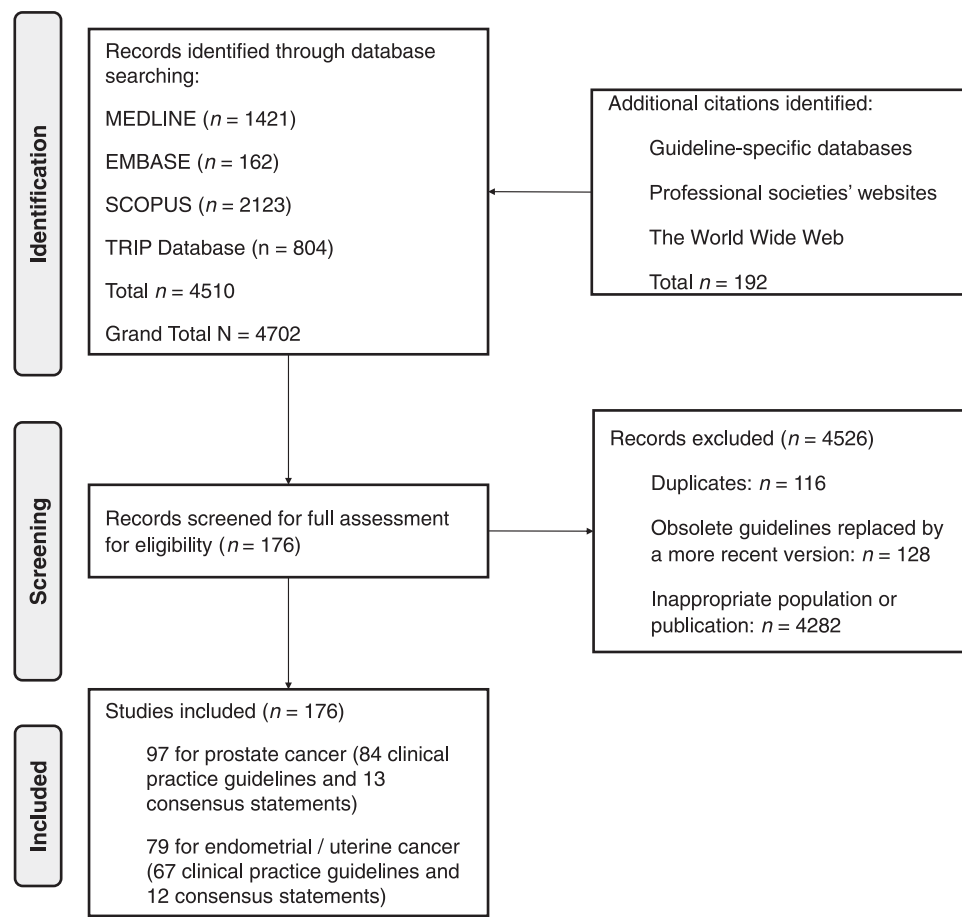 Identification
Records identified through database
searching:
MEDLINE (n = 1421)
EMBASE (n = 162)
SCOPUS (n = 2123)
TRIP Database (n = 804)
Total n = 4510
Grand Total N = 4702
Additional citations identified:
Guideline-specific databases
Professional societies’ websites
The World Wide Web
Total n = 192
Screening
Records screened for full assessment
for eligibility (n = 176)
Records excluded (n = 4526)
Duplicates: n = 116
Obsolete guidelines replaced by
a more recent version: n = 128
Inappropriate population or
publication: n = 4282
Included
Studies included (n = 176)
97 for prostate cancer (84 clinical
practice guidelines and 13
consensus statements)
79 for endometrial / uterine cancer
(67 clinical practice guidelines and
12 consensus statements)